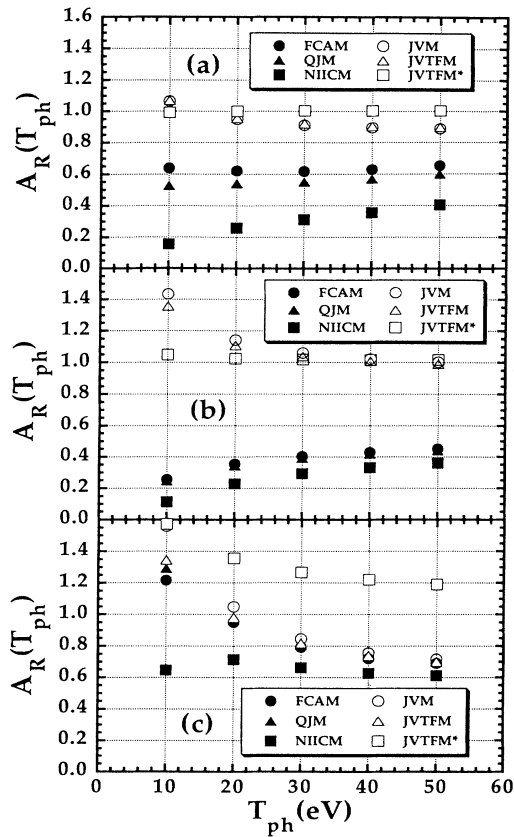 1.6
1.4
1.2
1.0
0.8
0.6
0.4
0.2
0.0
A_R(T_ph)
(a)
FCAM JVM
QJM JVTFM
NIICM JVTFM*
1.4
1.2
1.0
0.8
0.6
0.4
0.2
0.0
A_R(T_ph)
(b)
FCAM JVM
QJM JVTFM
NIICM JVTFM*
1.4
1.2
1.0
0.8
0.6
0.4
0.2
0.0
A_R(T_ph)
(c)
FCAM JVM
QJM JVTFM
NIICM JVTFM*
0 10 20 30 40 50 60
T_ph(eV)